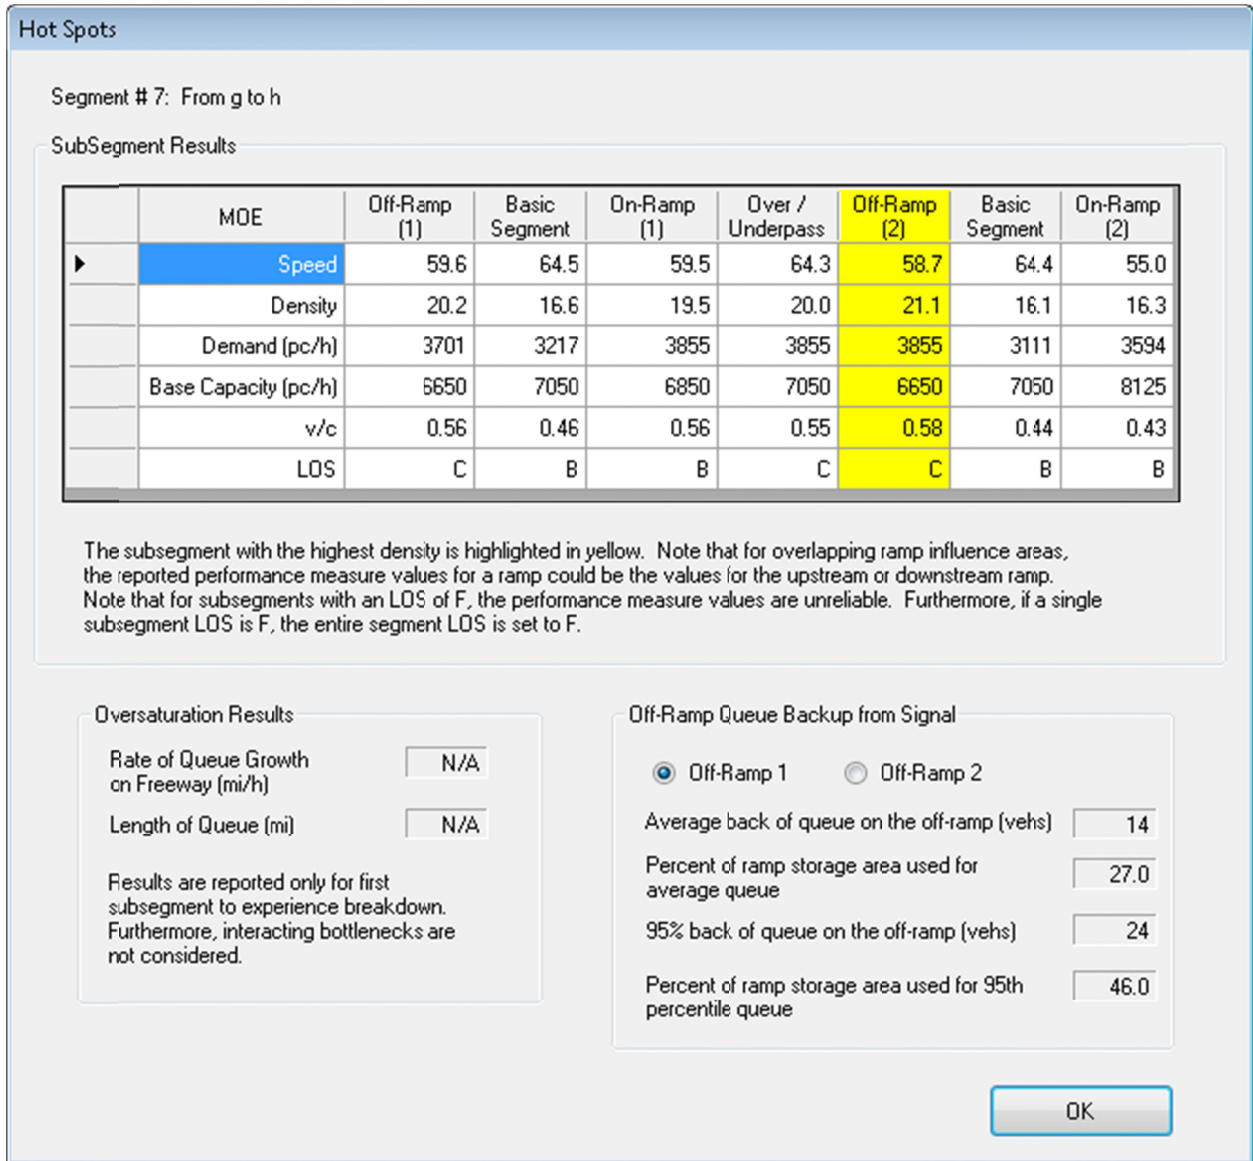 Hot Spots
Segment # 7: From g to h
SubSegment Results
MOE Off-Ramp (1) Basic Segment On-Ramp (1) Over / Underpass Off-Ramp (2) Basic Segment On-Ramp (2)
Speed 59.6 64.5 59.5 64.3 58.7 64.4 55.0
Density 20.2 16.6 19.5 20.0 21.1 16.1 16.3
Demand (pc/h) 3701 3217 3855 3855 3855 3111 3594
Base Capacity (pc/h) 6650 7050 6850 7050 6650 7050 8125
v/c 0.56 0.46 0.56 0.55 0.58 0.44 0.43
LOS C B B C C B B
The subsegment with the highest density is highlighted in yellow. Note that for overlapping ramp influence areas,
the reported performance measure values for a ramp could be the values for the upstream or downstream ramp.
Note that for subsegments with an LOS of F, the performance measure values are unreliable. Furthermore, if a single
subsegment LOS is F, the entire segment LOS is set to F.
Oversaturation Results
Rate of Queue Growth
on Freeway (mi/h) N/A
Length of Queue (mi) N/A
Results are reported only for first
subsegment to experience breakdown.
Furthermore, interacting bottlenecks are
not considered.
Off-Ramp Queue Backup from Signal
Off-Ramp 1 Off-Ramp 2
Average back of queue on the off-ramp (vehs) 14
Percent of ramp storage area used for
average queue 27.0
95% back of queue on the off-ramp (vehs) 24
Percent of ramp storage area used for 95th
percentile queue 46.0
OK